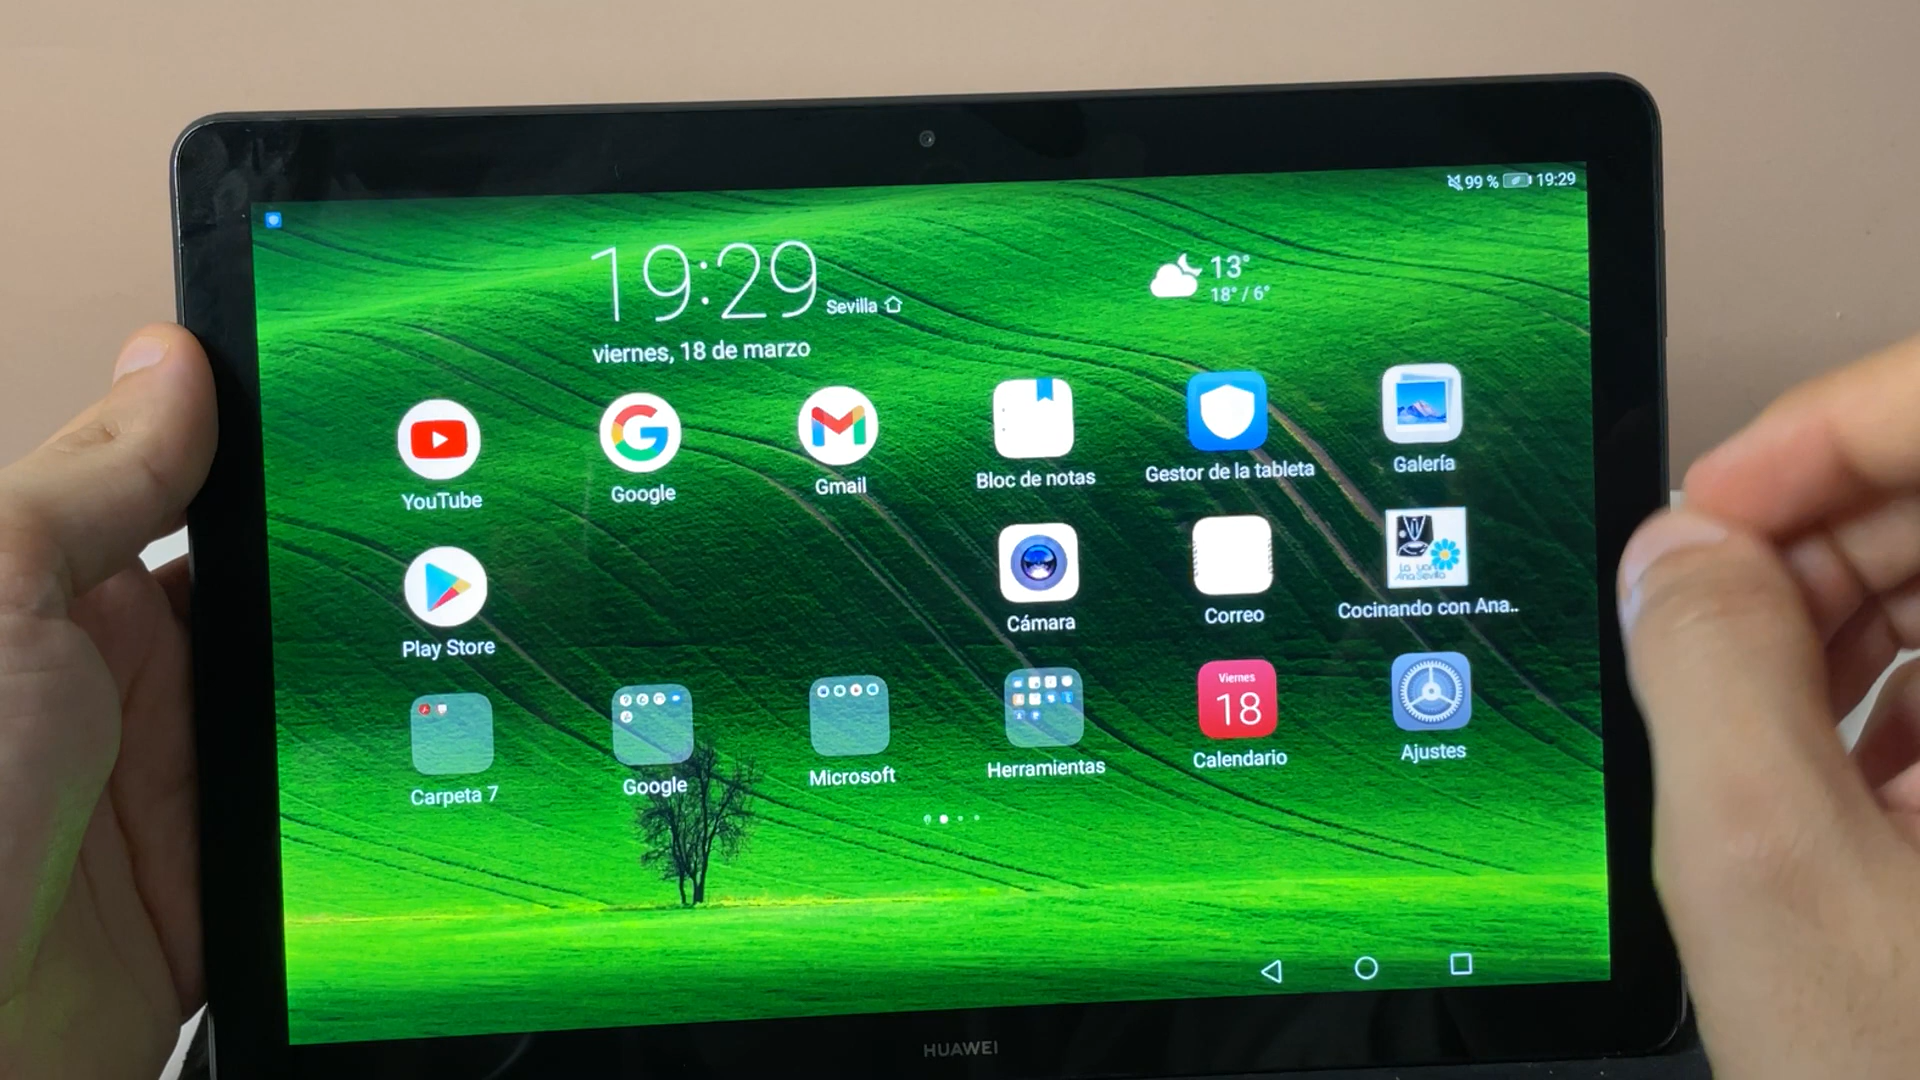 99 % 19:29
19:29 Sevilla
13°
18° / 6°
viernes, 18 de marzo
YouTube
Google
Gmail
Bloc de notas
Gestor de la tableta
Galería
Play Store
Cámara
Correo
Cocinando con Ana..
Carpeta 7
Google
Microsoft
Herramientas
Viernes
18
Calendario
Ajustes
HUAWEI